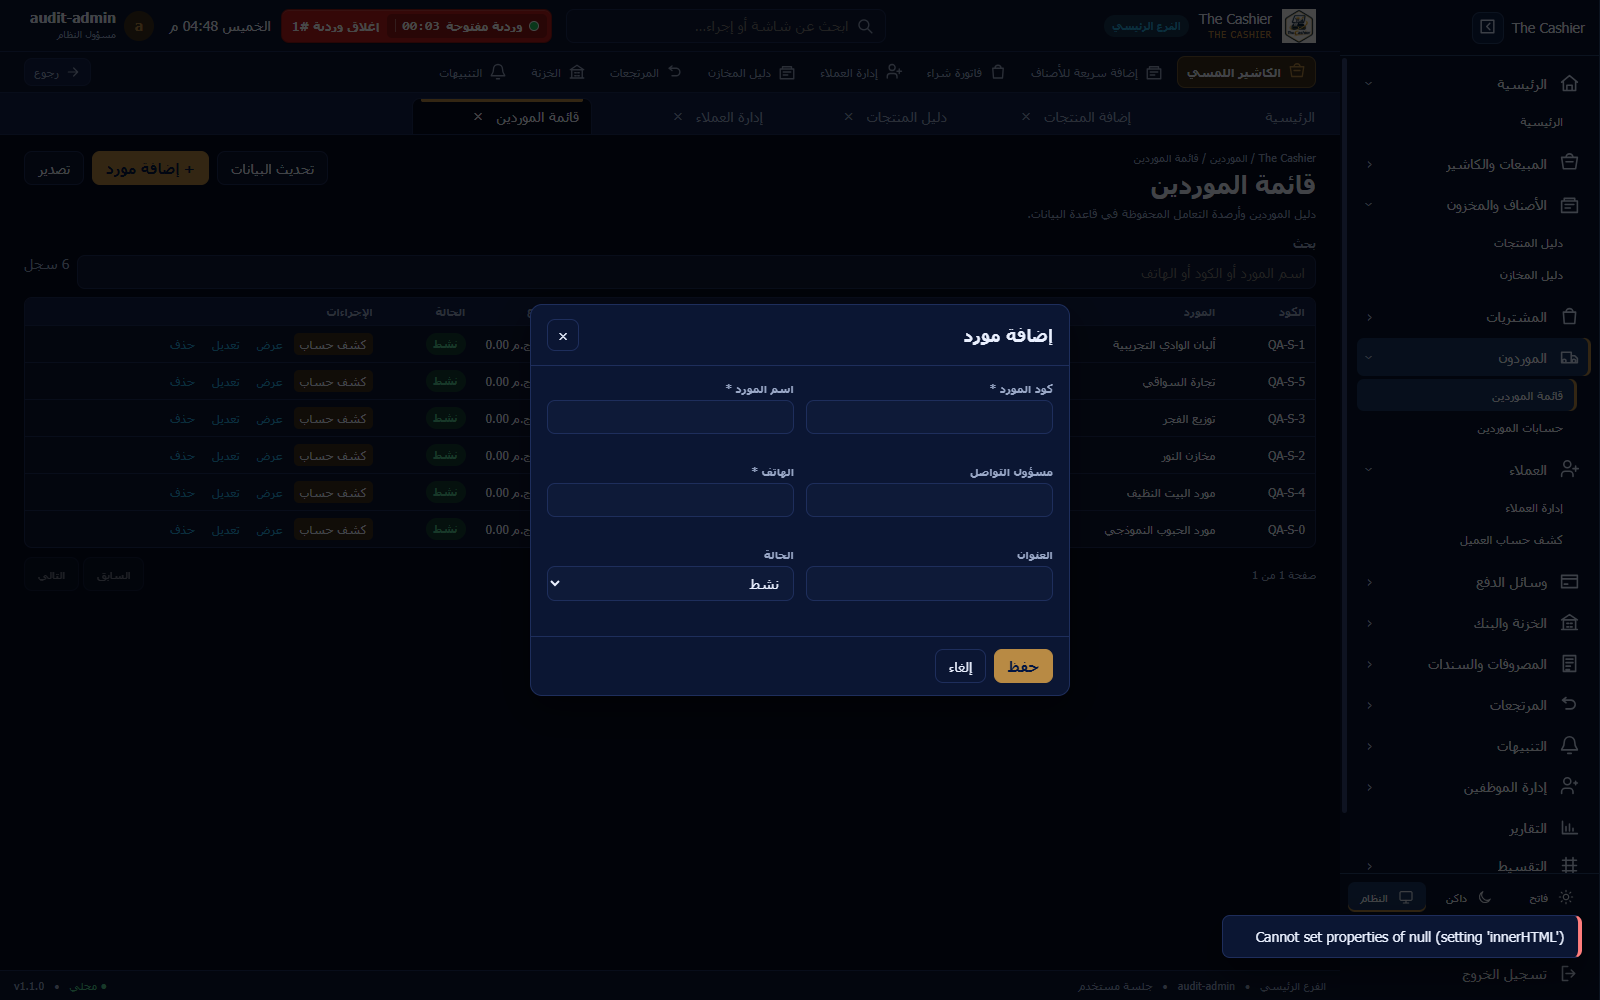 The Cashier
الرئيسية
الرئيسية
المبيعات والكاشير
الأصناف والمخزون
دليل المنتجات
دليل المخازن
المشتريات
الموردون
قائمة الموردين
حسابات الموردين
العملاء
إدارة العملاء
كشف حساب العميل
وسائل الدفع
الخزنة والبنك
المصروفات والسندات
المرتجعات
التنبيهات
إدارة الموظفين
التقارير
التقسيط
فاتح
داكن
النظام
تسجيل الخروج
The Cashier
THE CASHIER
الفرع الرئيسي
ابحث عن شاشة أو إجراء...
وردية مفتوحة 00:03
إغلاق وردية #1
الخميس 04:48 م
audit-admin
مسؤول النظام
a
الكاشير اللمسي
إضافة سريعة للأصناف
فاتورة شراء
إدارة العملاء
دليل المخازن
المرتجعات
الخزنة
التنبيهات
رجوع
الرئيسية
إضافة المنتجات ×
دليل المنتجات ×
إدارة العملاء ×
قائمة الموردين ×
The Cashier / الموردين / قائمة الموردين
قائمة الموردين
دليل الموردين وأرصدة التعامل المحفوظة في قاعدة البيانات.
تحديث البيانات
+ إضافة مورد
تصدير
بحث
اسم المورد أو الكود أو الهاتف
6 سجل
الكود المورد الحالة الإجراءات
QA-S-1 ألبان الوادي التجريبية ج.م 0.00 نشط كشف حساب عرض تعديل حذف
QA-S-5 تجارة السواقي ج.م 0.00 نشط كشف حساب عرض تعديل حذف
QA-S-3 توزيع الفجر ج.م 0.00 نشط كشف حساب عرض تعديل حذف
QA-S-2 مخازن النور ج.م 0.00 نشط كشف حساب عرض تعديل حذف
QA-S-4 مورد البيت النظيف ج.م 0.00 نشط كشف حساب عرض تعديل حذف
QA-S-0 مورد الحبوب النموذجي ج.م 0.00 نشط كشف حساب عرض تعديل حذف
صفحة 1 من 1
السابق
التالي
إضافة مورد
×
كود المورد *
اسم المورد *
مسؤول التواصل
الهاتف *
العنوان
الحالة
نشط
حفظ
إلغاء
Cannot set properties of null (setting 'innerHTML')
الفرع الرئيسي • audit-admin • جلسة مستخدم
محلي • v1.1.0